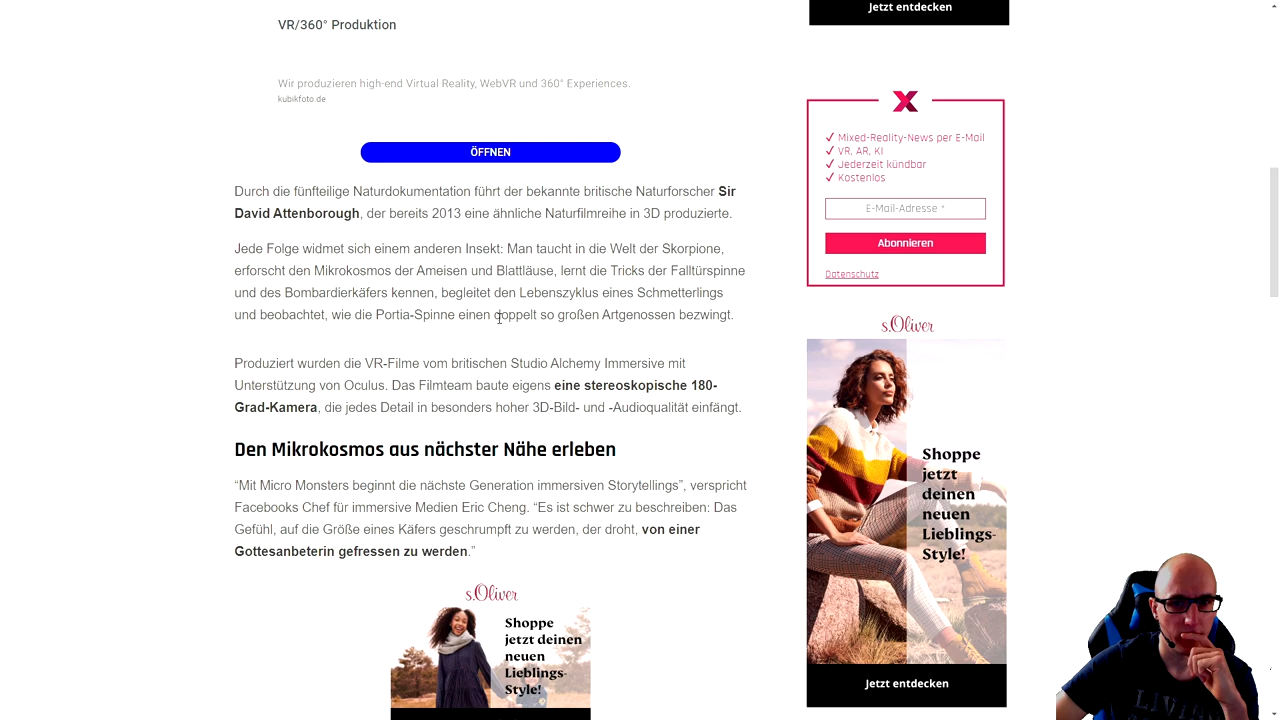 VR/360° Produktion
Wir produzieren high-end Virtual Reality, WebVR und 360° Experiences.
kubikfoto.de
ÖFFNEN
Durch die fünfteilige Naturdokumentation führt der bekannte britische Naturforscher Sir
David Attenborough, der bereits 2013 eine ähnliche Naturfilmreihe in 3D produzierte.
Jede Folge widmet sich einem anderen Insekt: Man taucht in die Welt der Skorpione,
erforscht den Mikrokosmos der Ameisen und Blattläuse, lernt die Tricks der Falltürspinne
und des Bombardierkäfers kennen, begleitet den Lebenszyklus eines Schmetterlings
und beobachtet, wie die Portia-Spinne einen doppelt so großen Artgenossen bezwingt.
Produziert wurden die VR-Filme vom britischen Studio Alchemy Immersive mit
Unterstützung von Oculus. Das Filmteam baute eigens eine stereoskopische 180-
Grad-Kamera, die jedes Detail in besonders hoher 3D-Bild- und -Audioqualität einfängt.
Den Mikrokosmos aus nächster Nähe erleben
“Mit Micro Monsters beginnt die nächste Generation immersiven Storytellings”, verspricht
Facebooks Chef für immersive Medien Eric Cheng. “Es ist schwer zu beschreiben: Das
Gefühl, auf die Größe eines Käfers geschrumpft zu werden, der droht, von einer
Gottesanbeterin gefressen zu werden.”
s.Oliver
Shoppe
jetzt deinen
neuen
Lieblings-
Style!
Jetzt entdecken
X
✓ Mixed-Reality-News per E-Mail
✓ VR, AR, KI
✓ Jederzeit kündbar
✓ Kostenlos
E-Mail-Adresse *
Abonnieren
Datenschutz
s.Oliver
Shoppe
jetzt
deinen
neuen
Lieblings-
Style!
Jetzt entdecken